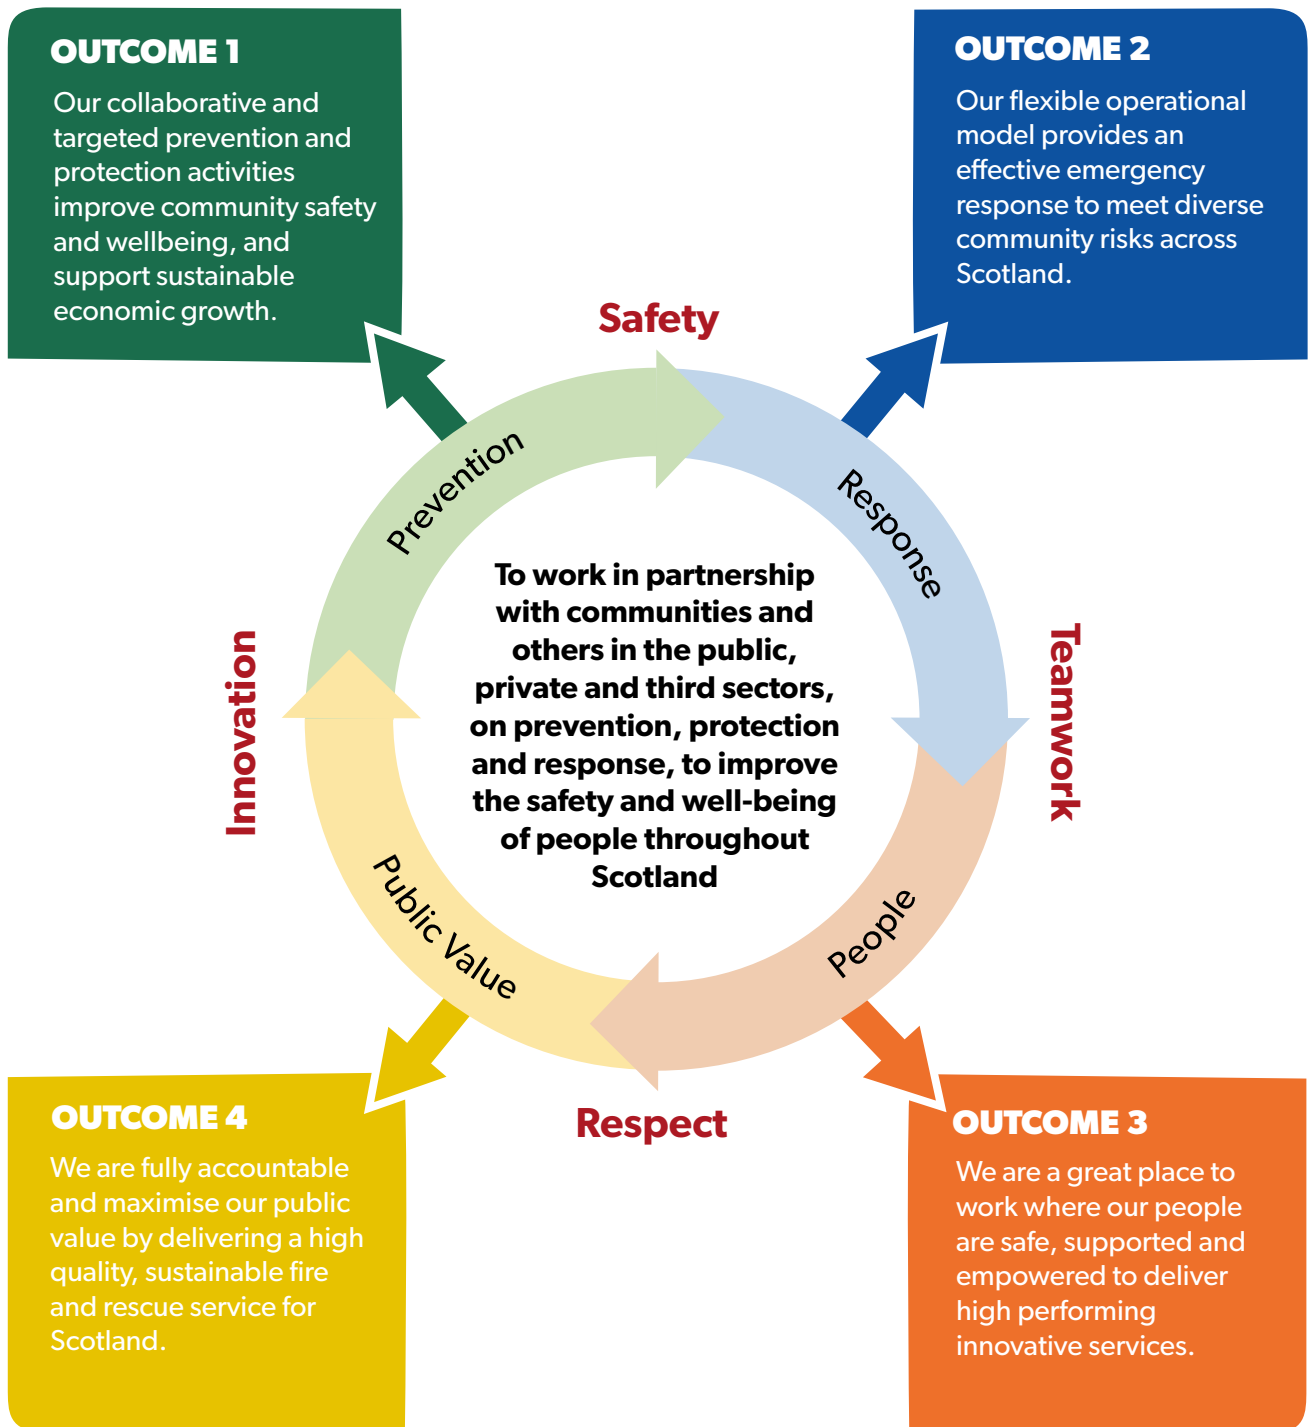 OUTCOME 1
Our collaborative and
targeted prevention and
protection activities
improve community safety
and wellbeing, and
support sustainable
economic growth.
OUTCOME 2
Our flexible operational
model provides an
effective emergency
response to meet diverse
community risks across
Scotland.
Safety
Prevention
Response
Innovation
To work in partnership
with communities and
others in the public,
private and third sectors,
on prevention, protection
and response, to improve
the safety and well-being
of people throughout
Scotland
Teamwork
Public Value
People
Respect
OUTCOME 4
We are fully accountable
and maximise our public
value by delivering a high
quality, sustainable fire
and rescue service for
Scotland.
OUTCOME 3
We are a great place to
work where our people
are safe, supported and
empowered to deliver
high performing
innovative services.